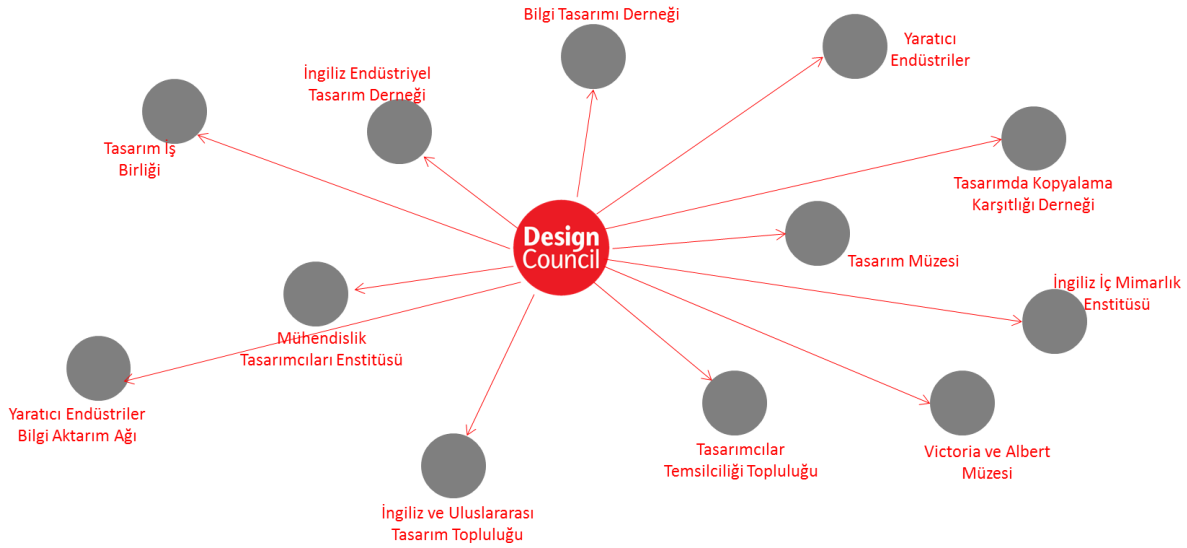 Bilgi Tasarımı Derneği
Yaratıcı
Endüstriler
İngiliz Endüstriyel
Tasarım Derneği
Tasarım İş
Birliği
Tasarımda Kopyalama
Karşıtlığı Derneği
Design
Council
Tasarım Müzesi
İngiliz İç Mimarlık
Enstitüsü
Mühendislik
Tasarımcıları Enstitüsü
Yaratıcı Endüstriler
Bilgi Aktarım Ağı
Tasarımcılar
Temsilciliği Topluluğu
Victoria ve Albert
Müzesi
İngiliz ve Uluslararası
Tasarım Topluluğu